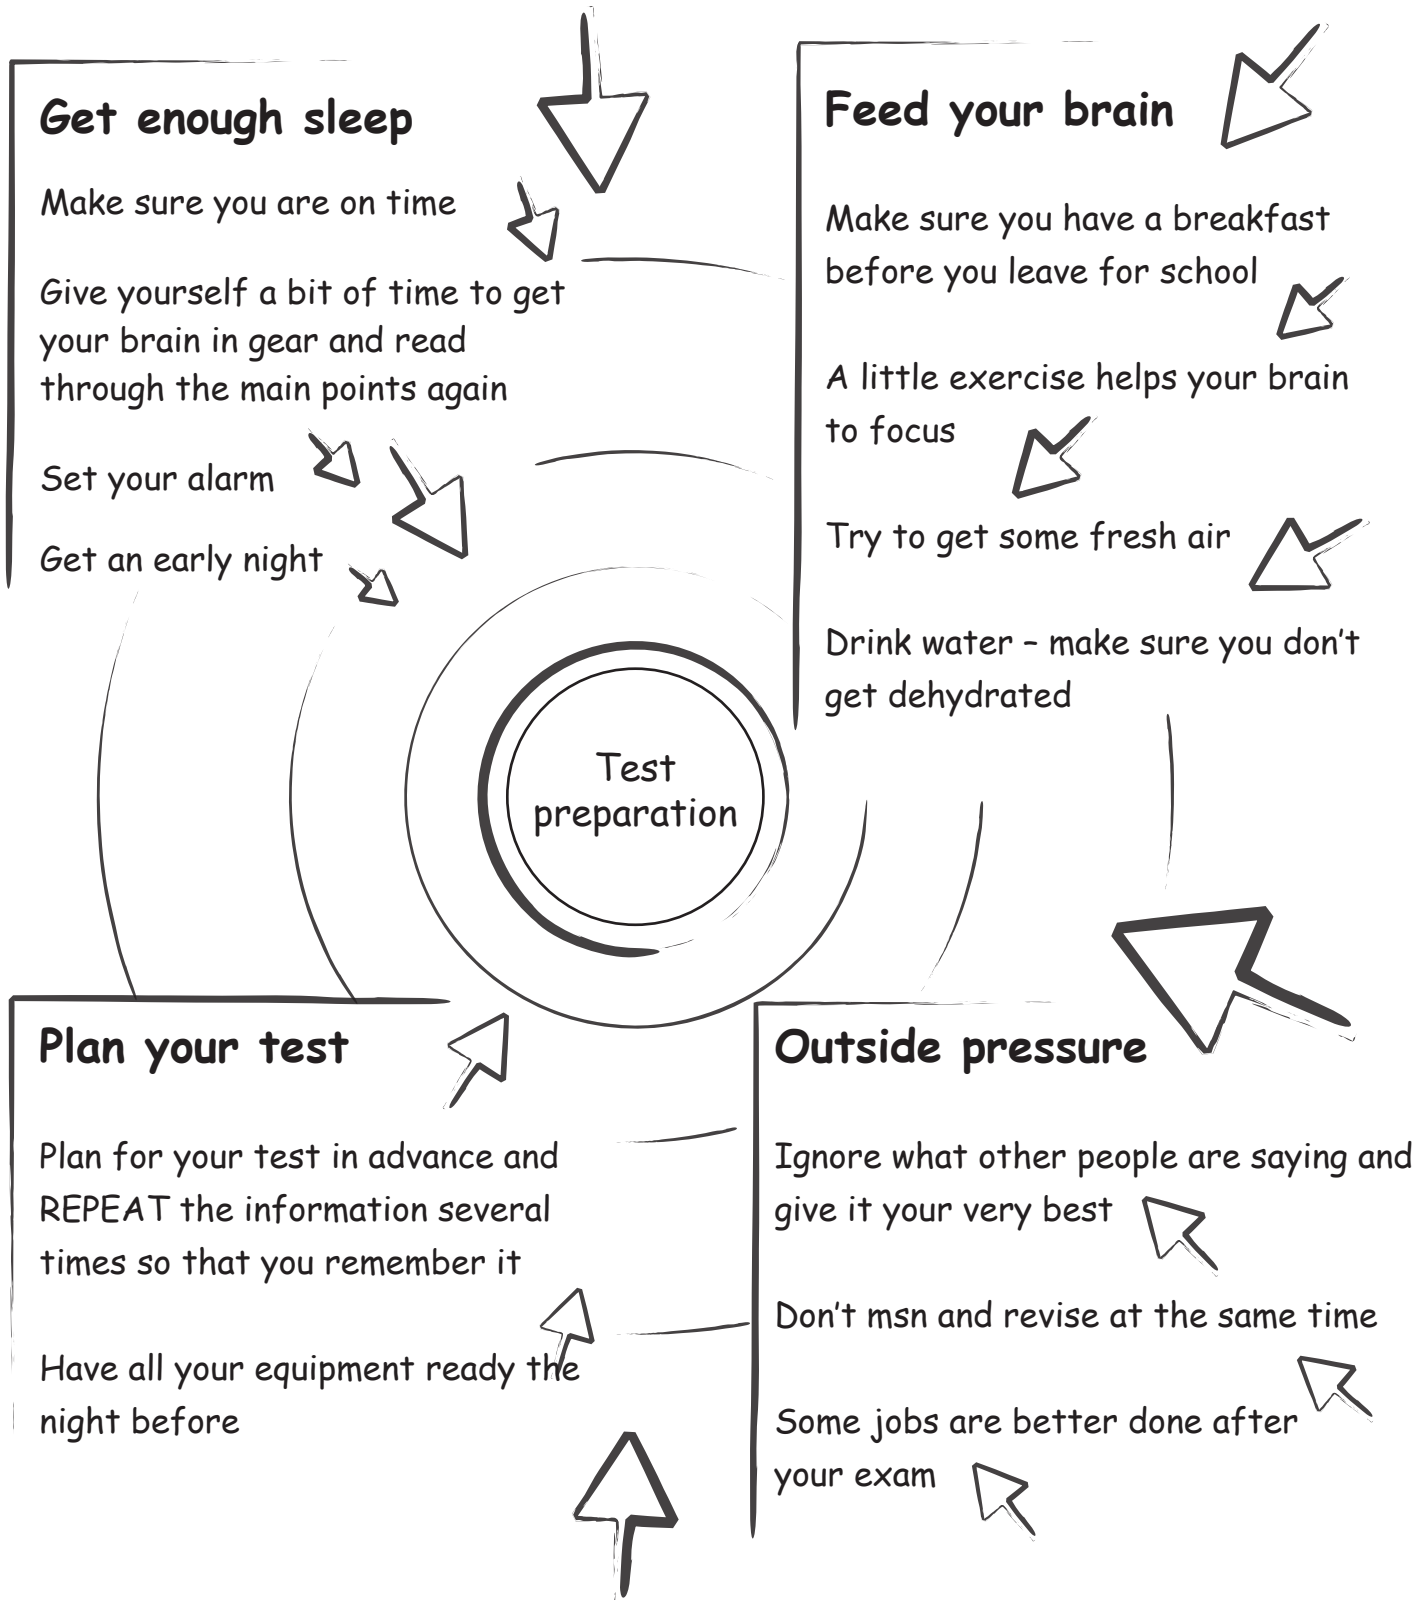 Get enough sleep
Make sure you are on time
Give yourself a bit of time to get
your brain in gear and read
through the main points again
Set your alarm
Get an early night
Feed your brain
Make sure you have a breakfast
before you leave for school
A little exercise helps your brain
to focus
Try to get some fresh air
Drink water – make sure you don’t
get dehydrated
Test
preparation
Plan your test
Plan for your test in advance and
REPEAT the information several
times so that you remember it
Have all your equipment ready the
night before
Outside pressure
Ignore what other people are saying and
give it your very best
Don’t msn and revise at the same time
Some jobs are better done after
your exam